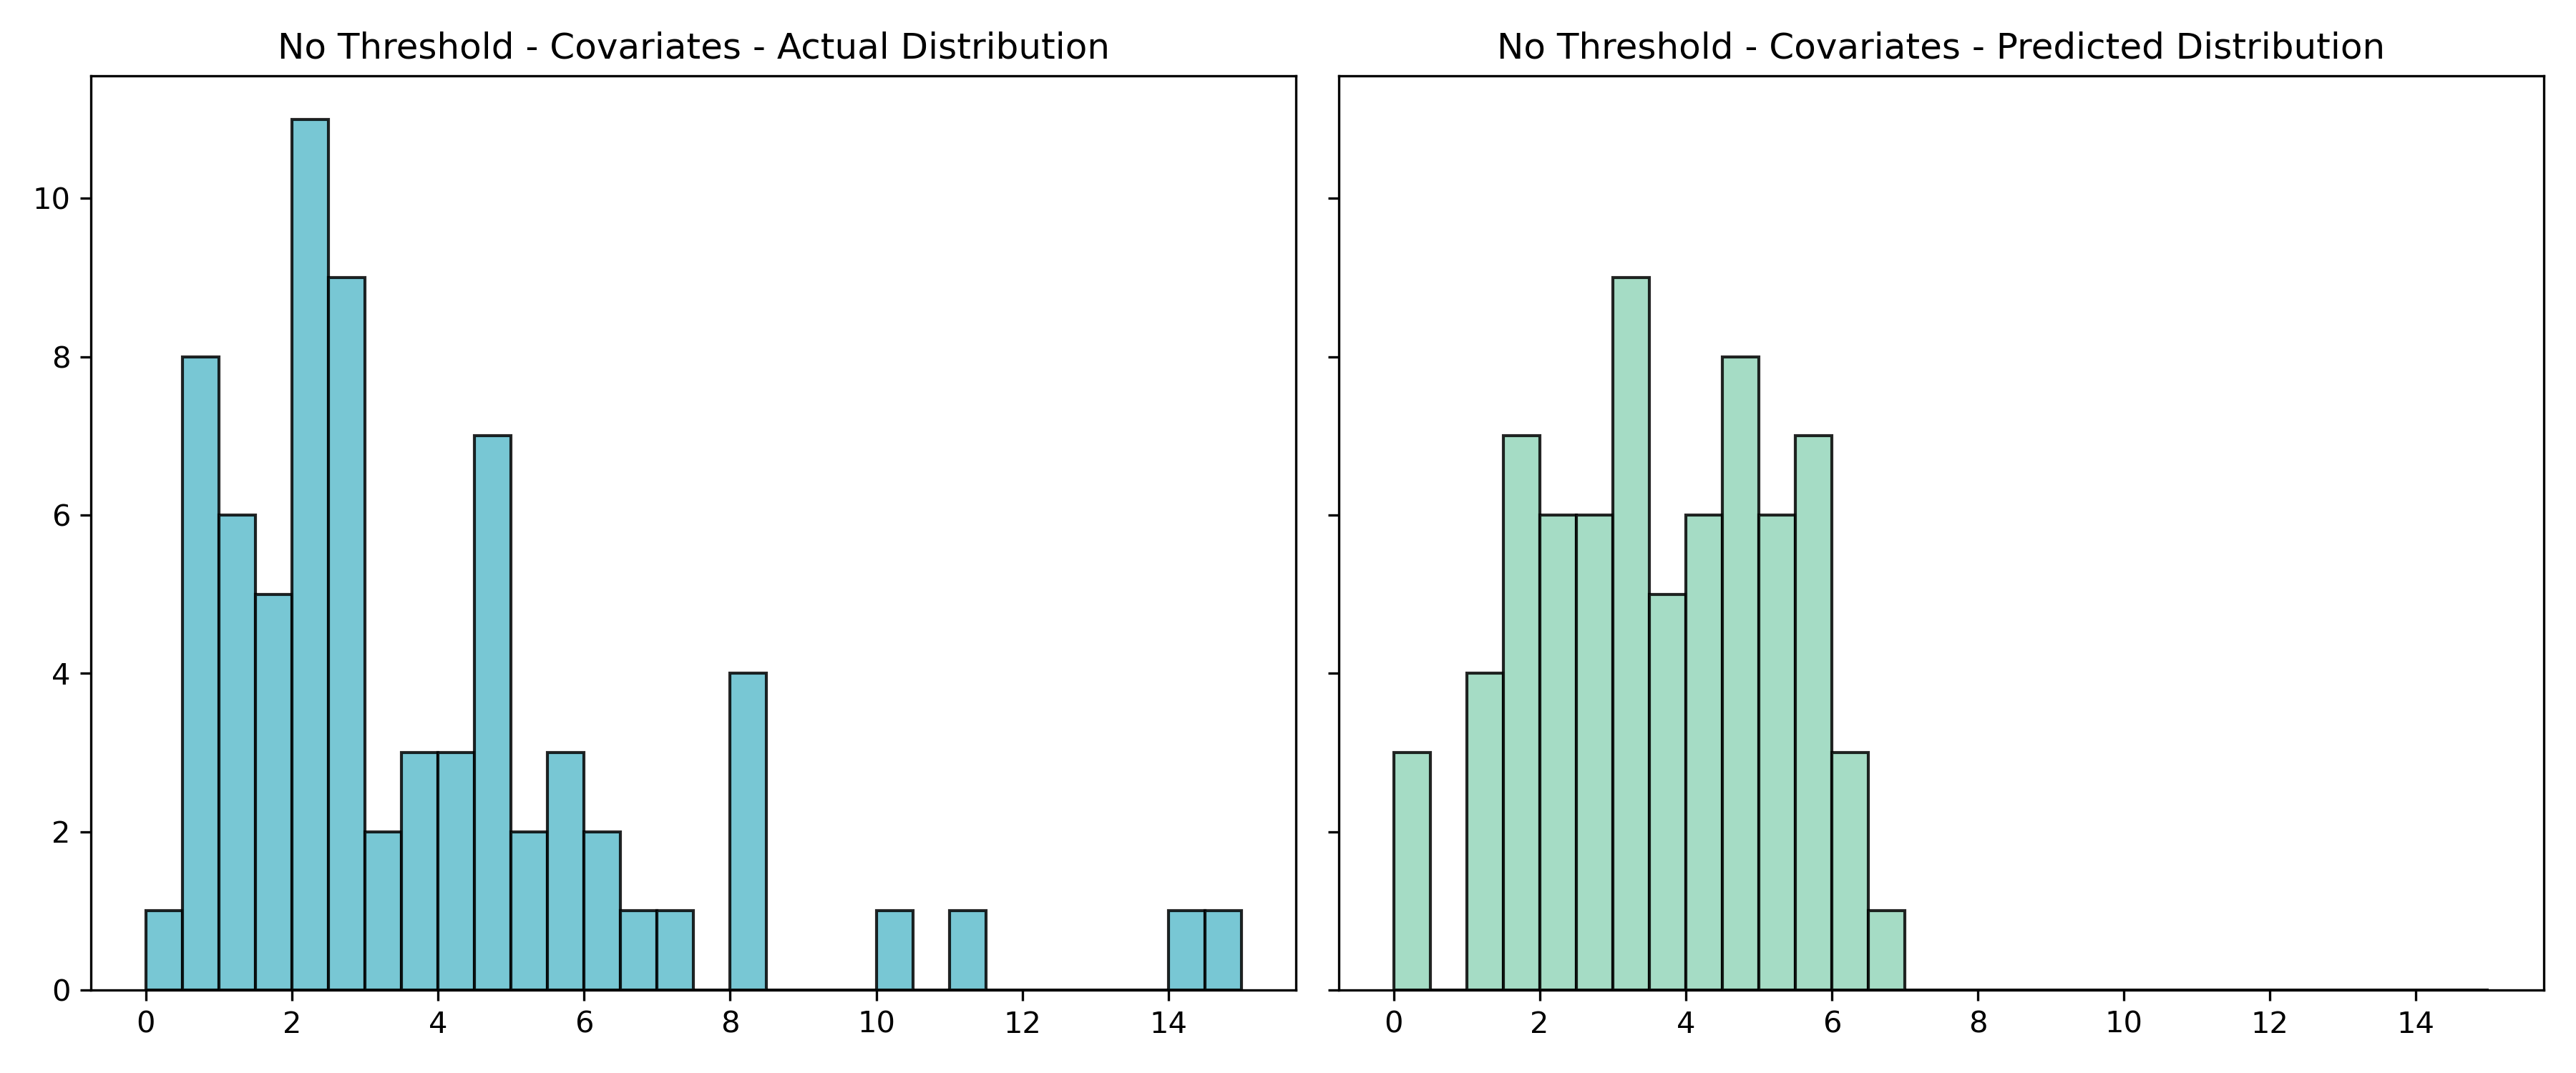 No Threshold - Covariates - Actual Distribution
No Threshold - Covariates - Predicted Distribution
10
8
6
4
2
0
0 2 4 6 8 10 12 14
0 2 4 6 8 10 12 14